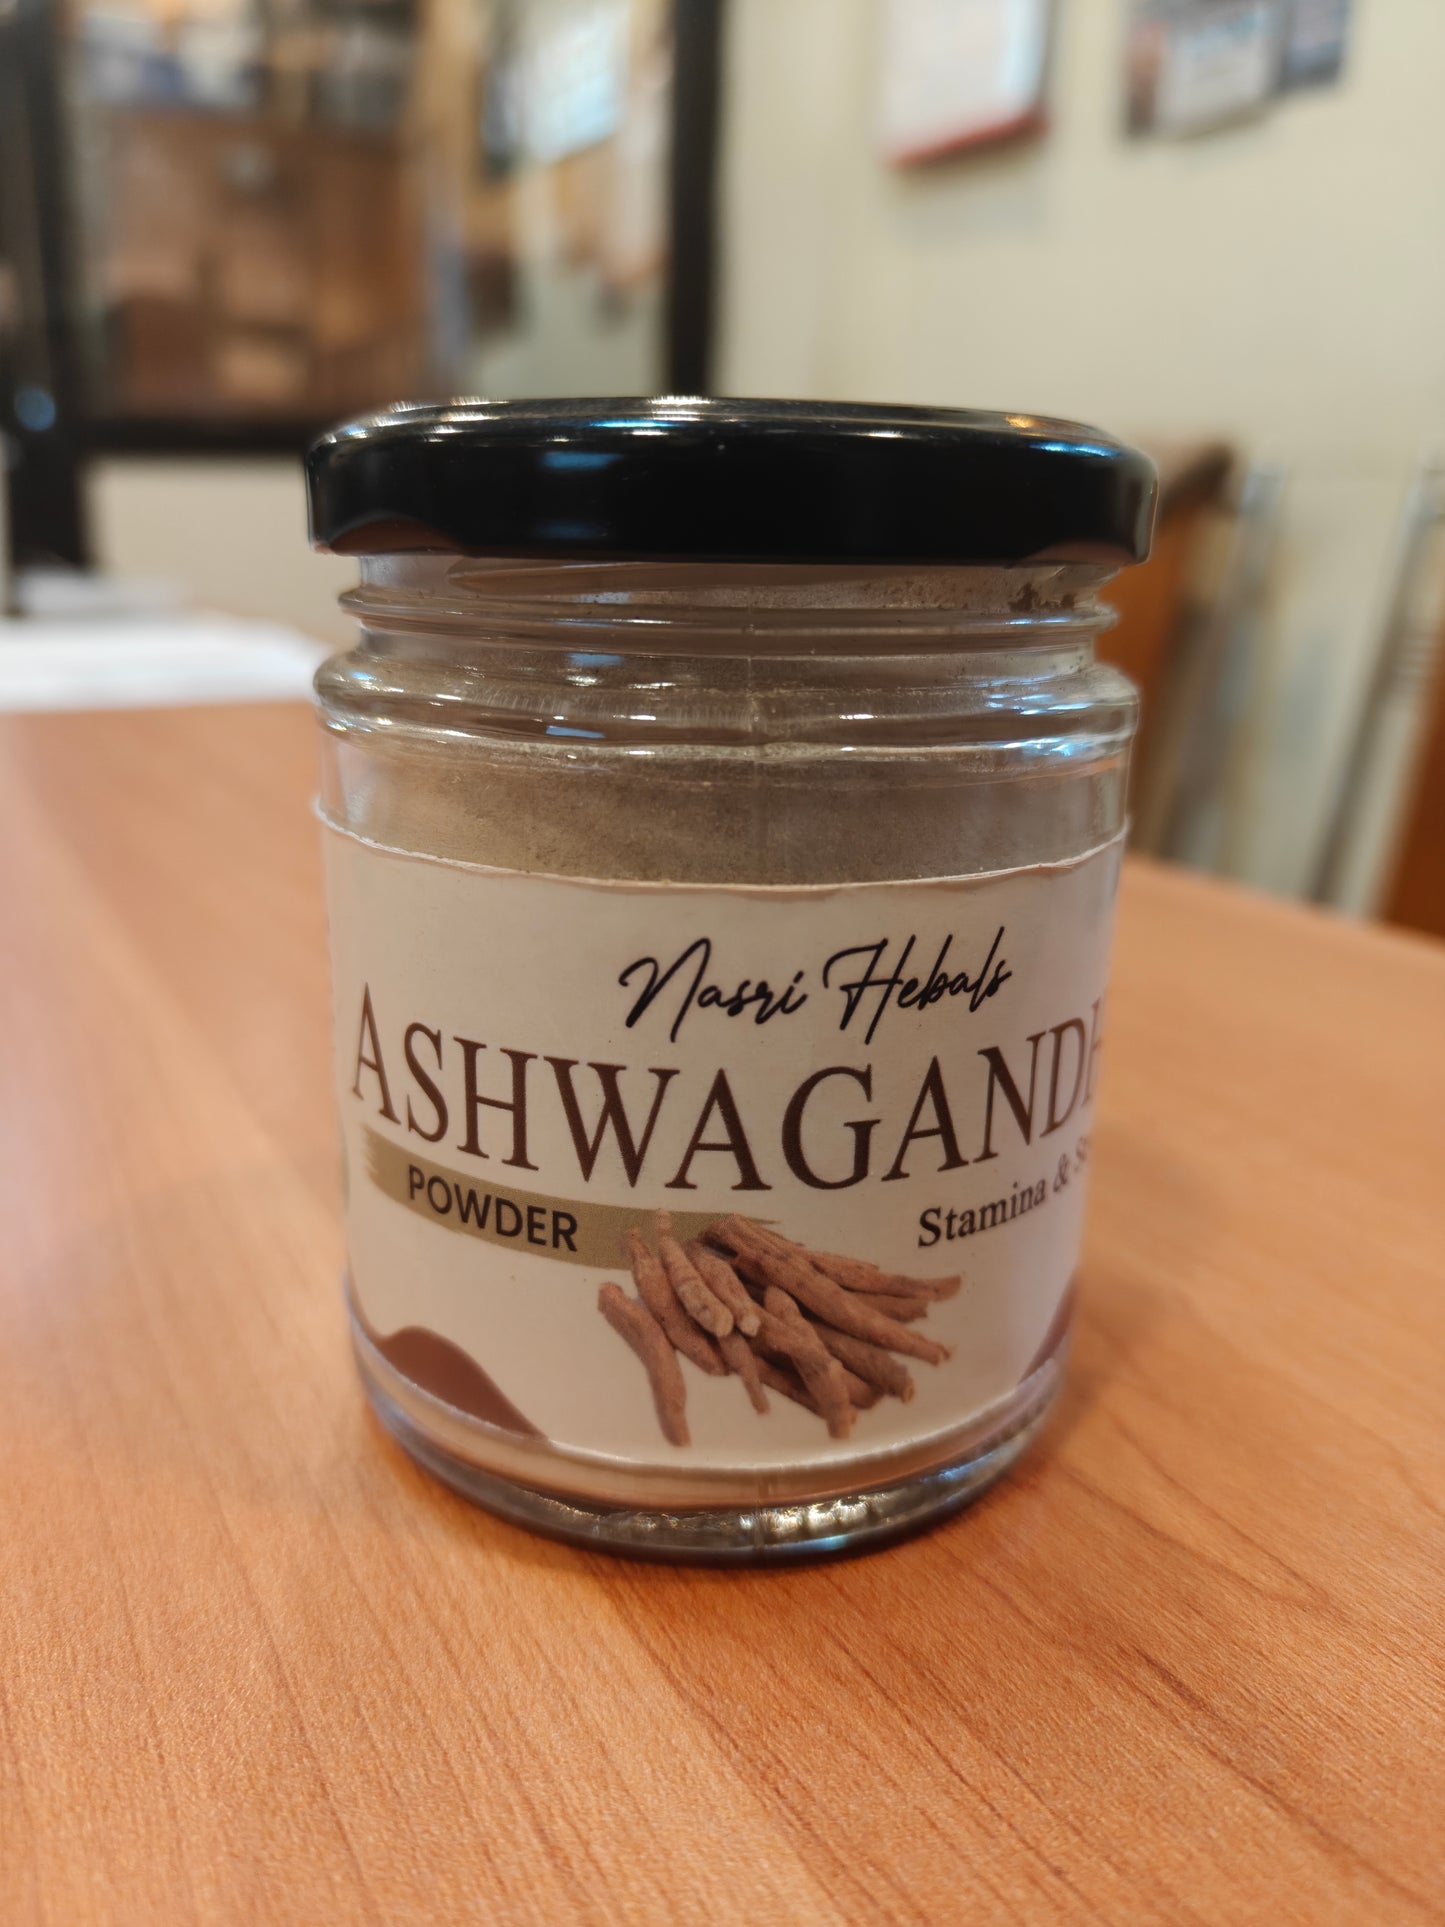 Nasri Hebals
ASHWAGANDH
POWDER
Stamina &